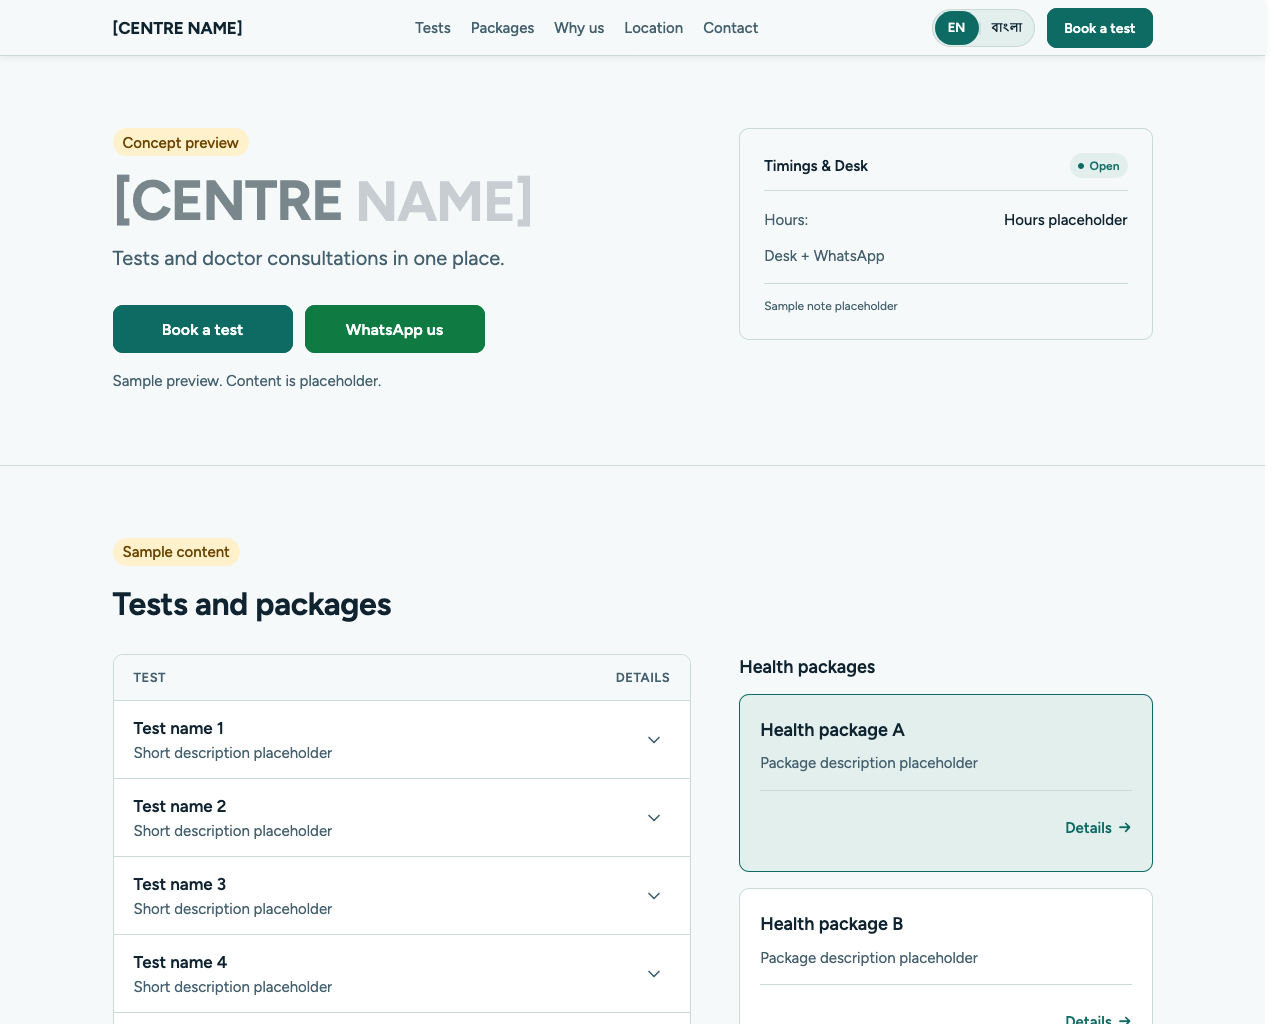 [CENTRE NAME]
Tests
Packages
Why us
Location
Contact
EN
বাংলা
Book a test
Concept preview
[CENTRE NAME]
Tests and doctor consultations in one place.
Book a test
WhatsApp us
Sample preview. Content is placeholder.
Timings & Desk
Open
Hours:
Hours placeholder
Desk + WhatsApp
Sample note placeholder
Sample content
Tests and packages
TEST
DETAILS
Test name 1
Short description placeholder
Test name 2
Short description placeholder
Test name 3
Short description placeholder
Test name 4
Short description placeholder
Health packages
Health package A
Package description placeholder
Details →
Health package B
Package description placeholder
Details →